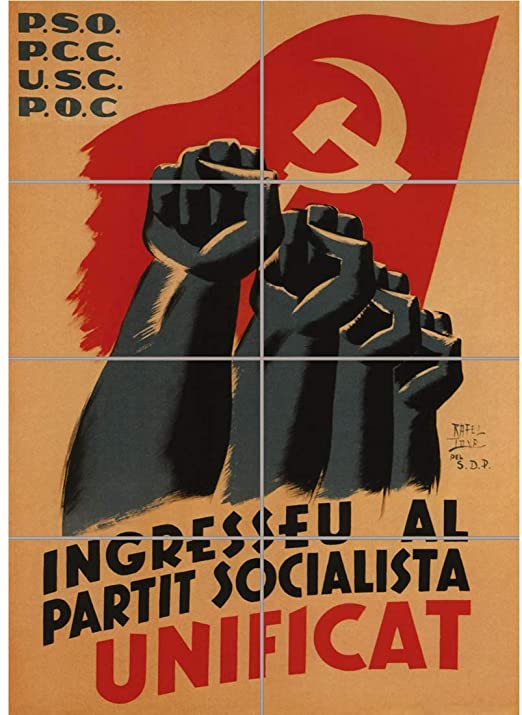 P.S.O.
P.C.C.
U.S.C.
P.O.C
RAFEL
TONA
DEL
S.D.P.
INGRESSEU AL
PARTIT SOCIALISTA
UNIFICAT